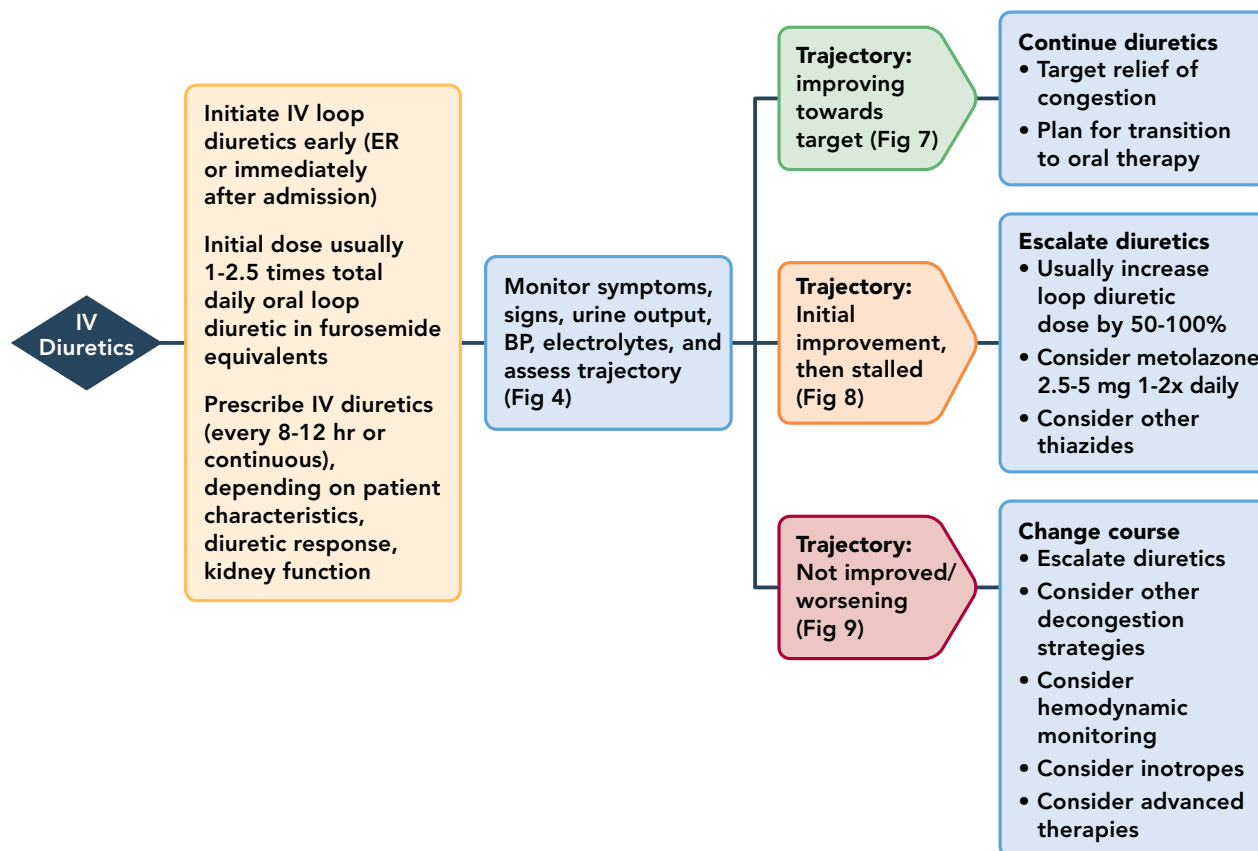 IV
Diuretics
Initiate IV loop
diuretics early (ER
or immediately
after admission)
Initial dose usually
1-2.5 times total
daily oral loop
diuretic in furosemide
equivalents
Prescribe IV diuretics
(every 8-12 hr or
continuous),
depending on patient
characteristics,
diuretic response,
kidney function
Monitor symptoms,
signs, urine output,
BP, electrolytes, and
assess trajectory
(Fig 4)
Trajectory:
improving
towards
target (Fig 7)
Continue diuretics
• Target relief of
congestion
• Plan for transition
to oral therapy
Trajectory:
Initial
improvement,
then stalled
(Fig 8)
Escalate diuretics
• Usually increase
loop diuretic
dose by 50-100%
• Consider metolazone
2.5-5 mg 1-2x daily
• Consider other
thiazides
Trajectory:
Not improved/
worsening
(Fig 9)
Change course
• Escalate diuretics
• Consider other
decongestion
strategies
• Consider
hemodynamic
monitoring
• Consider inotropes
• Consider advanced
therapies